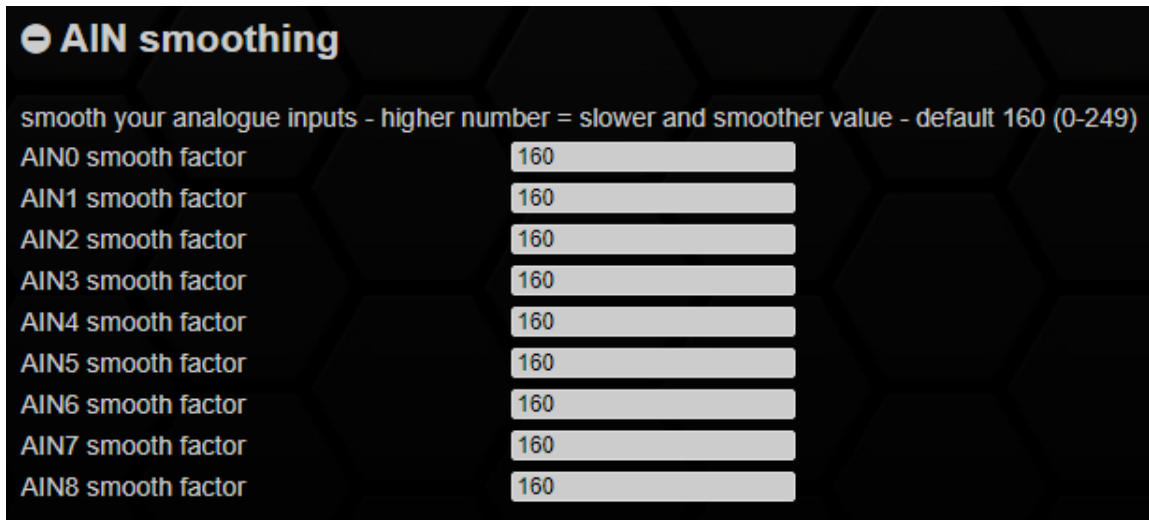 AIN smoothing
smooth your analogue inputs - higher number = slower and smoother value - default 160 (0-249)
AIN0 smooth factor 160
AIN1 smooth factor 160
AIN2 smooth factor 160
AIN3 smooth factor 160
AIN4 smooth factor 160
AIN5 smooth factor 160
AIN6 smooth factor 160
AIN7 smooth factor 160
AIN8 smooth factor 160